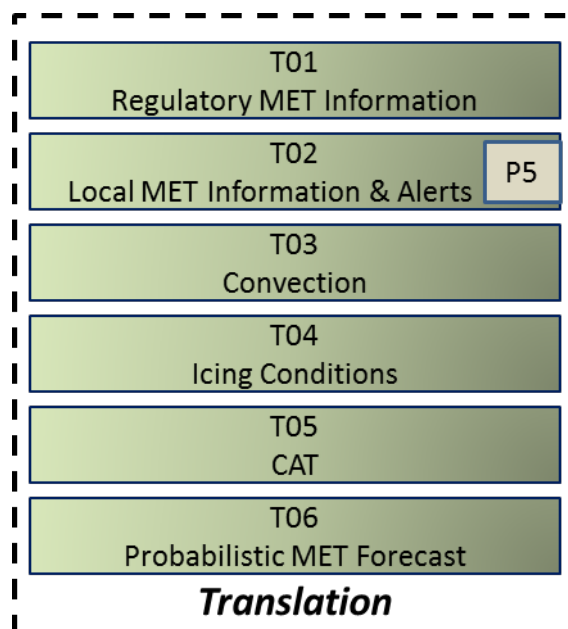 T01
Regulatory MET Information
T02
Local MET Information & Alerts
P5
T03
Convection
T04
Icing Conditions
T05
CAT
T06
Probabilistic MET Forecast
Translation